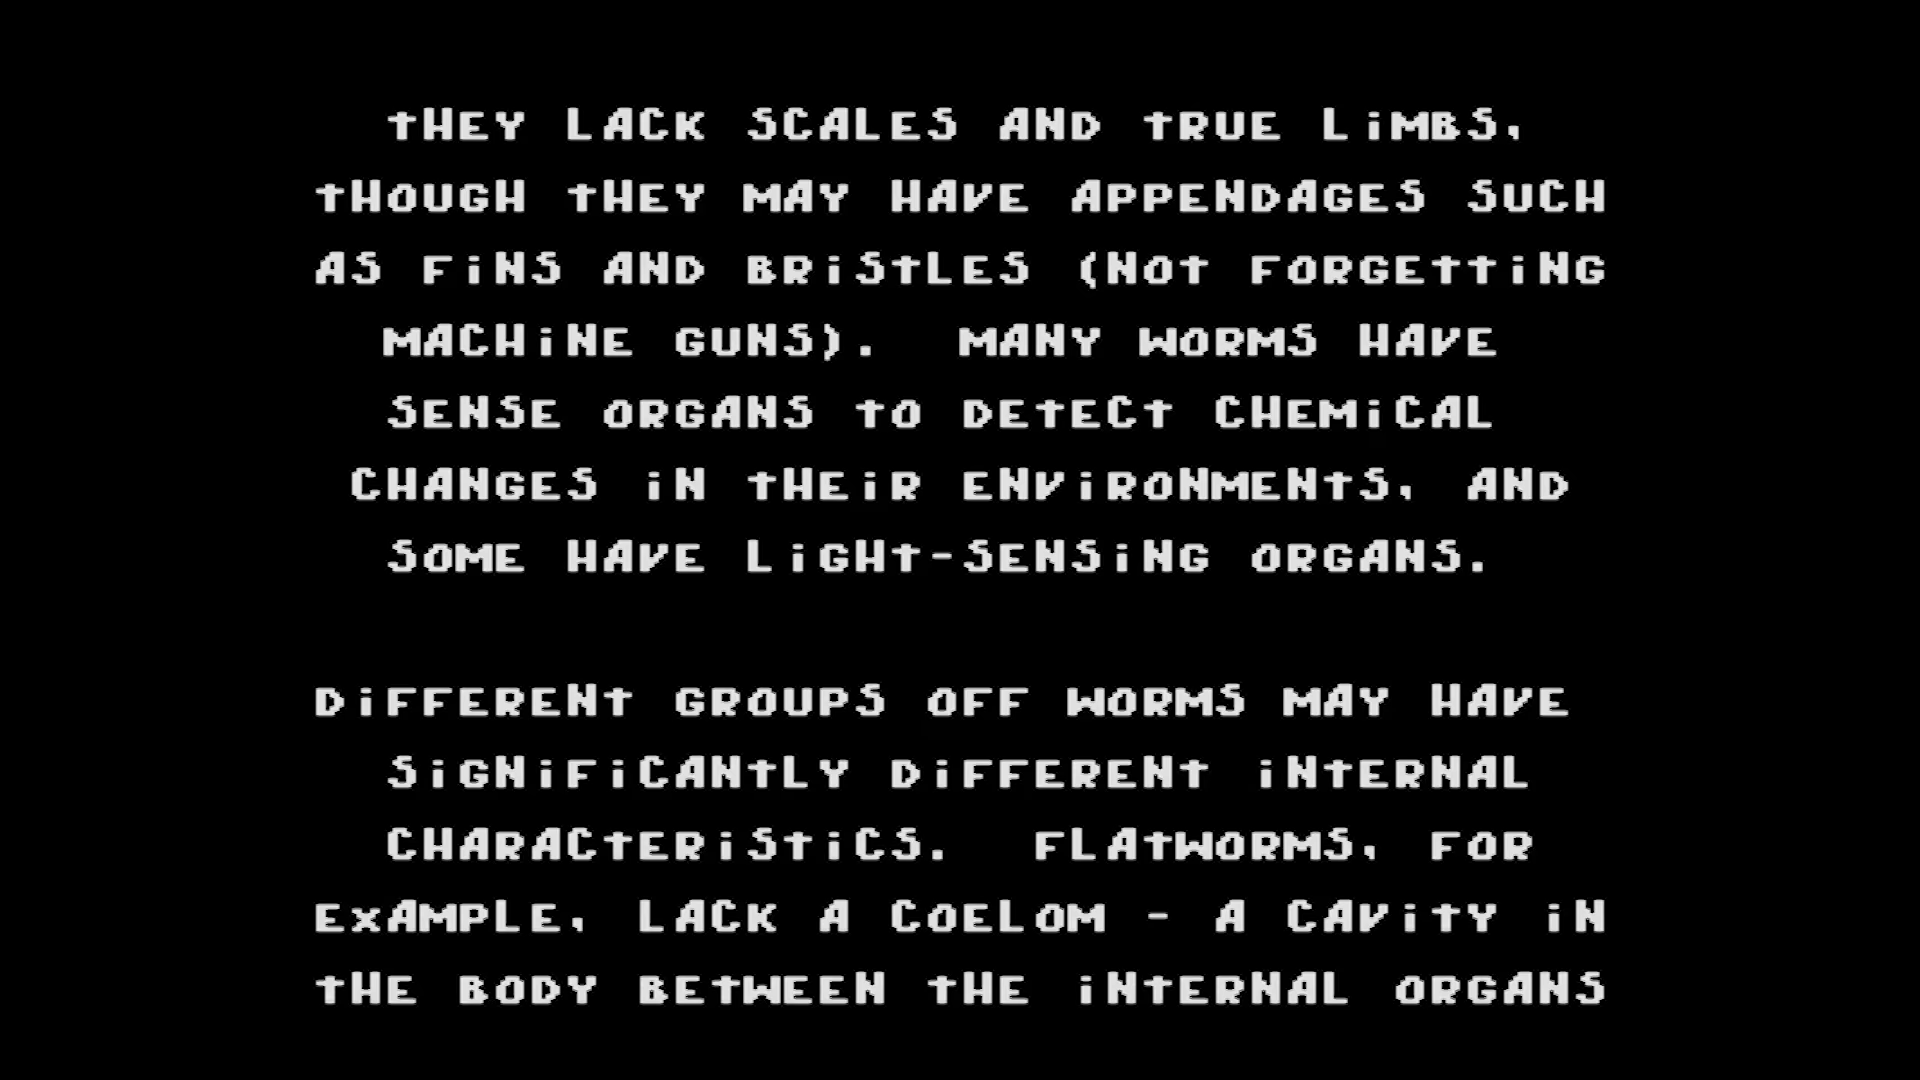 THEY LACK SCALES AND TRUE LiMBS,
THOUGH THEY MAY HAVE APPENDAGES SUCH
AS FiNS AND BRiSTLES (NOT FORGETTiNG
MACHiNE GUNS).  MANY WORMS HAVE
SENSE ORGANS TO DETECT CHEMiCAL
CHANGES iN THEiR ENViRONMENTS, AND
SOME HAVE LiGHT-SENSiNG ORGANS.
DiFFERENT GROUPS OFF WORMS MAY HAVE
SiGNiFiCANTLY DiFFERENT iNTERNAL
CHARACTERiSTiCS.  FLATWORMS, FOR
EXAMPLE, LACK A COELOM - A CAViTY iN
THE BODY BETWEEN THE iNTERNAL ORGANS